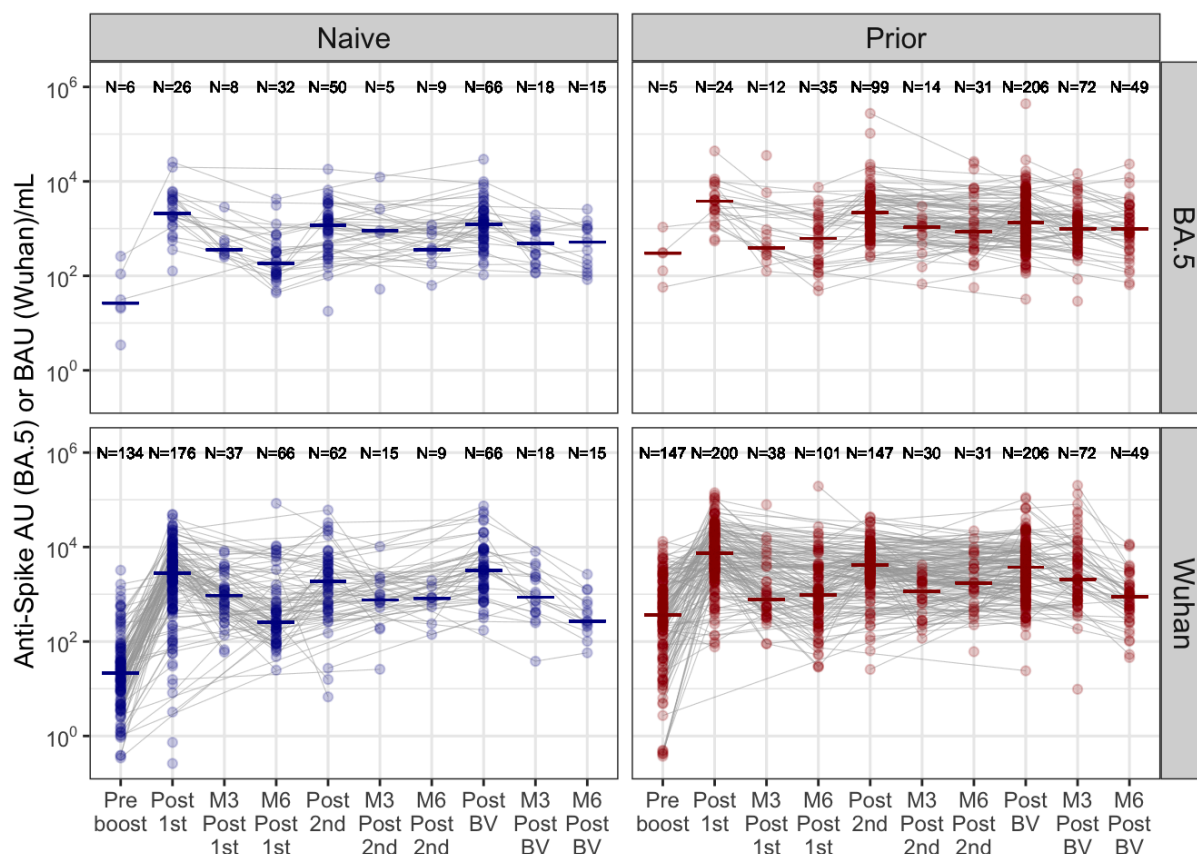 Naive
Prior
N=6 N=26 N=8 N=32 N=50 N=5 N=9 N=66 N=18 N=15
N=5 N=24 N=12 N=35 N=99 N=14 N=31 N=206 N=72 N=49
10^6
10^4
10^2
10^0
BA.5
Anti-Spike AU (BA.5) or BAU (Wuhan)/mL
N=134 N=176 N=37 N=66 N=62 N=15 N=9 N=66 N=18 N=15
N=147 N=200 N=38 N=101 N=147 N=30 N=31 N=206 N=72 N=49
10^6
10^4
10^2
10^0
Wuhan
Pre Post M3 M6 Post M3 M6 Post M3 M6
boost 1st Post Post 2nd Post Post BV Post Post
1st 1st 2nd 2nd BV BV
Pre Post M3 M6 Post M3 M6 Post M3 M6
boost 1st Post Post 2nd Post Post BV Post Post
1st 1st 2nd 2nd BV BV